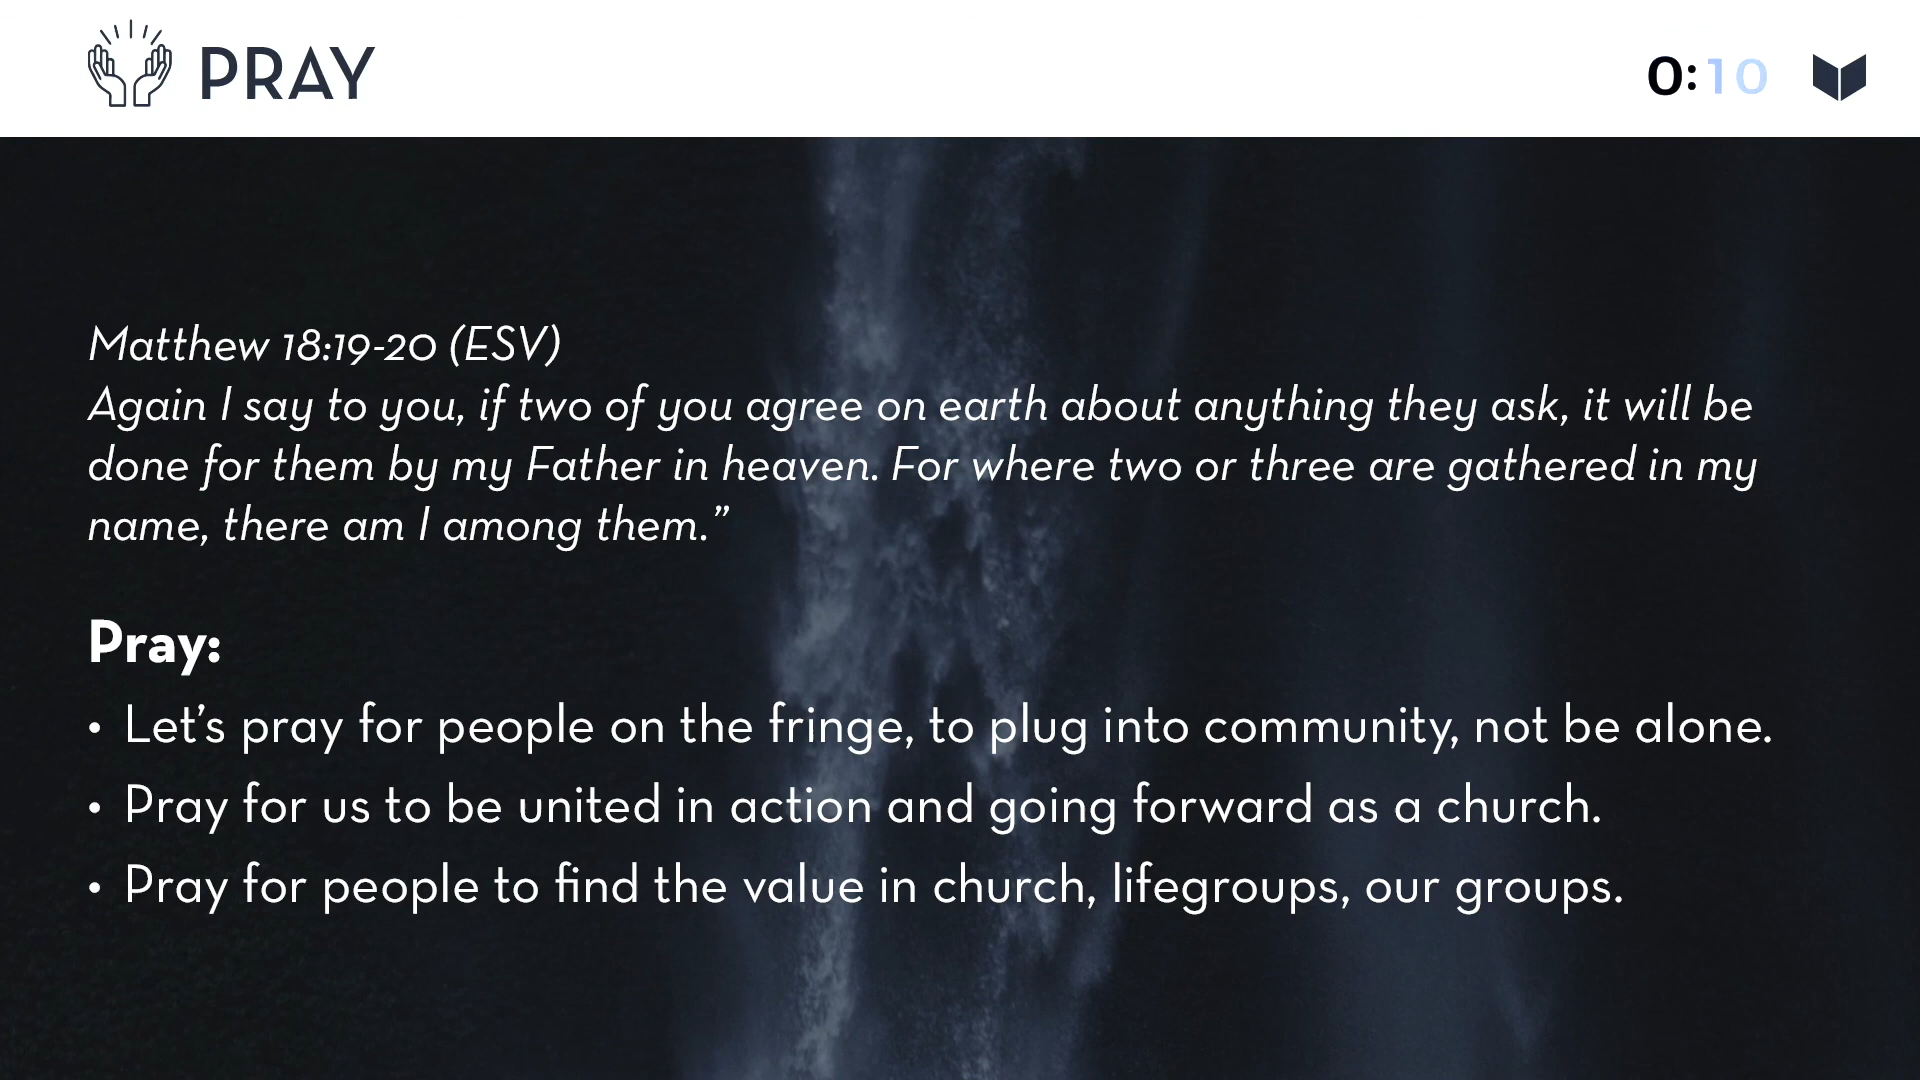 PRAY
0:10
Matthew 18:19-20 (ESV)
Again I say to you, if two of you agree on earth about anything they ask, it will be
done for them by my Father in heaven. For where two or three are gathered in my
name, there am I among them.”
Pray:
• Let’s pray for people on the fringe, to plug into community, not be alone.
• Pray for us to be united in action and going forward as a church.
• Pray for people to find the value in church, lifegroups, our groups.